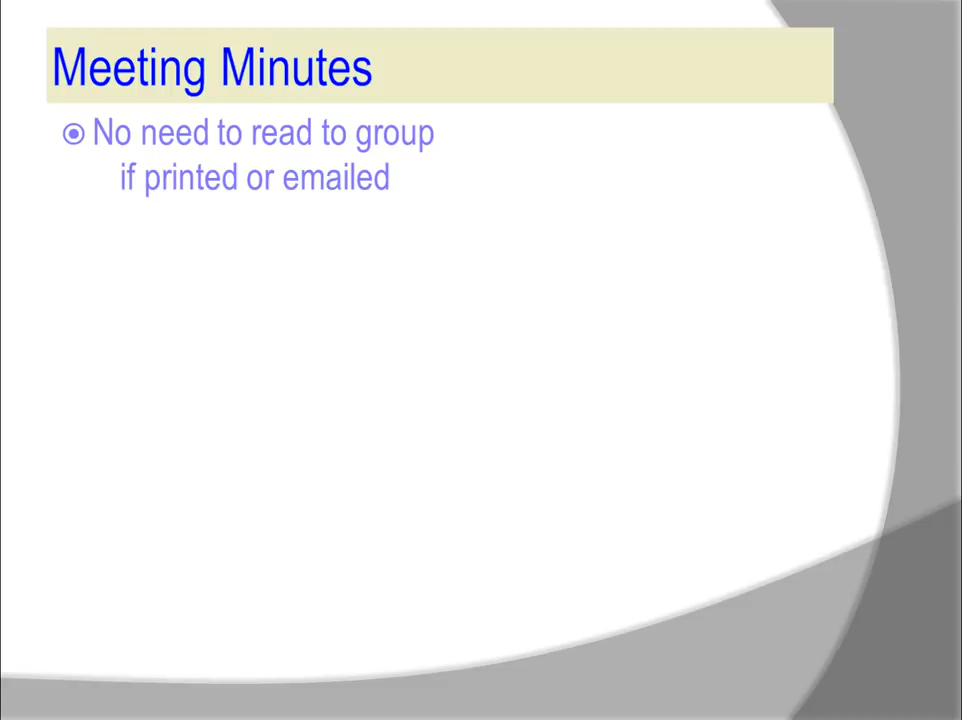 Meeting Minutes
No need to read to group
if printed or emailed